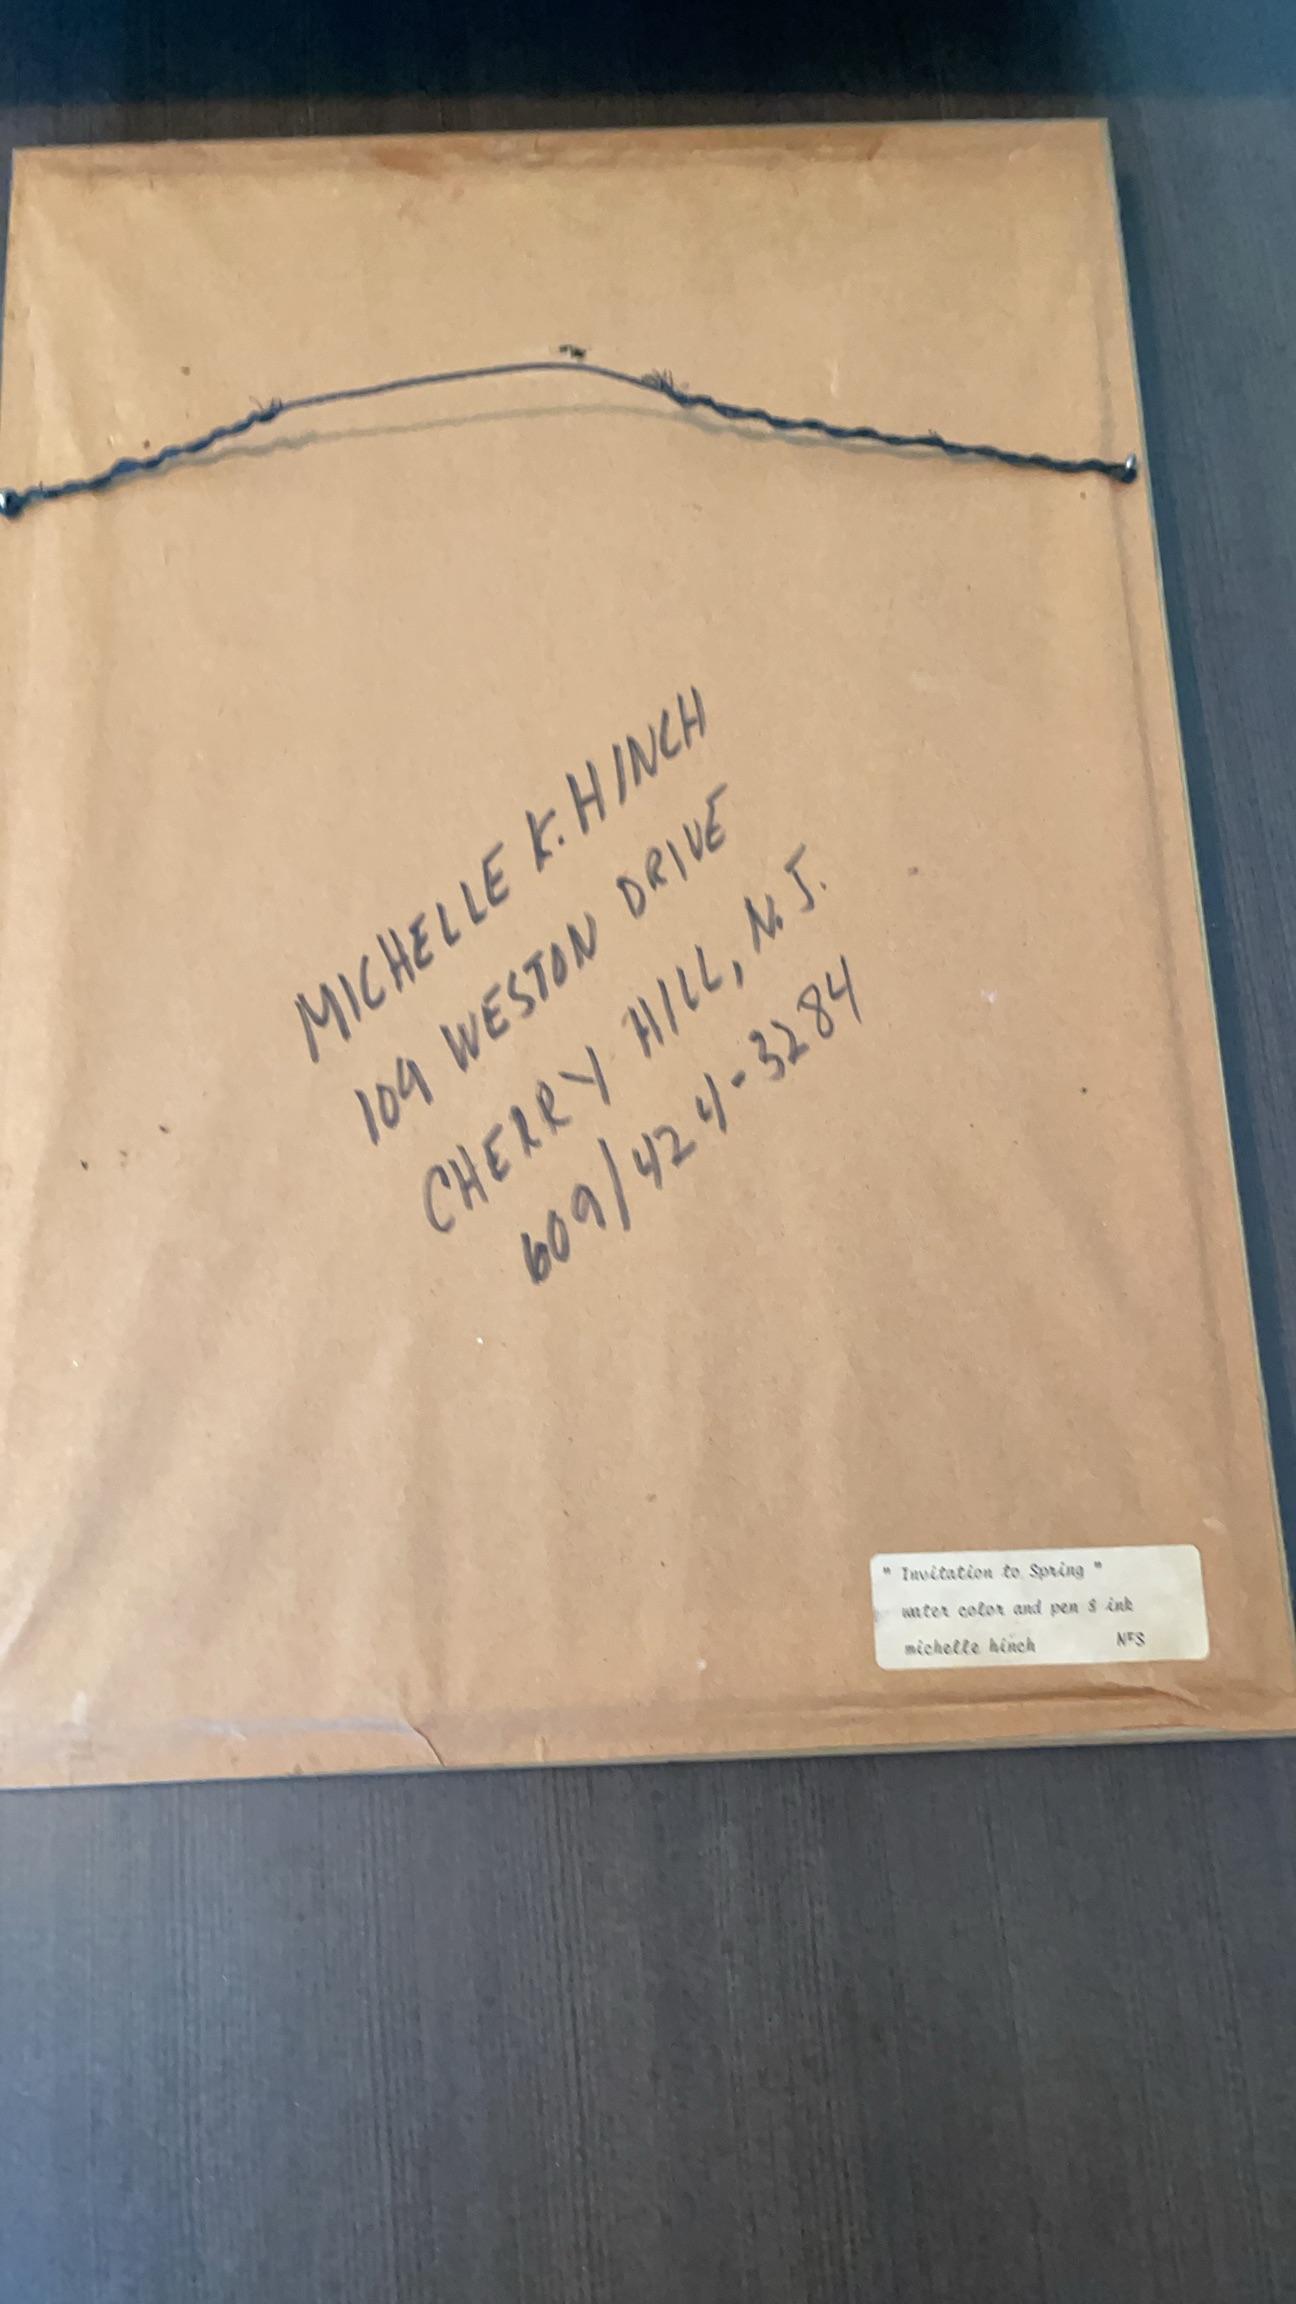 MICHELLE K. HINCH
109 WESTON DRIVE
CHERRY HILL, N.J.
609/424-3284
" Invitation to Spring "
water color and pen & ink
michelle hinch NFS